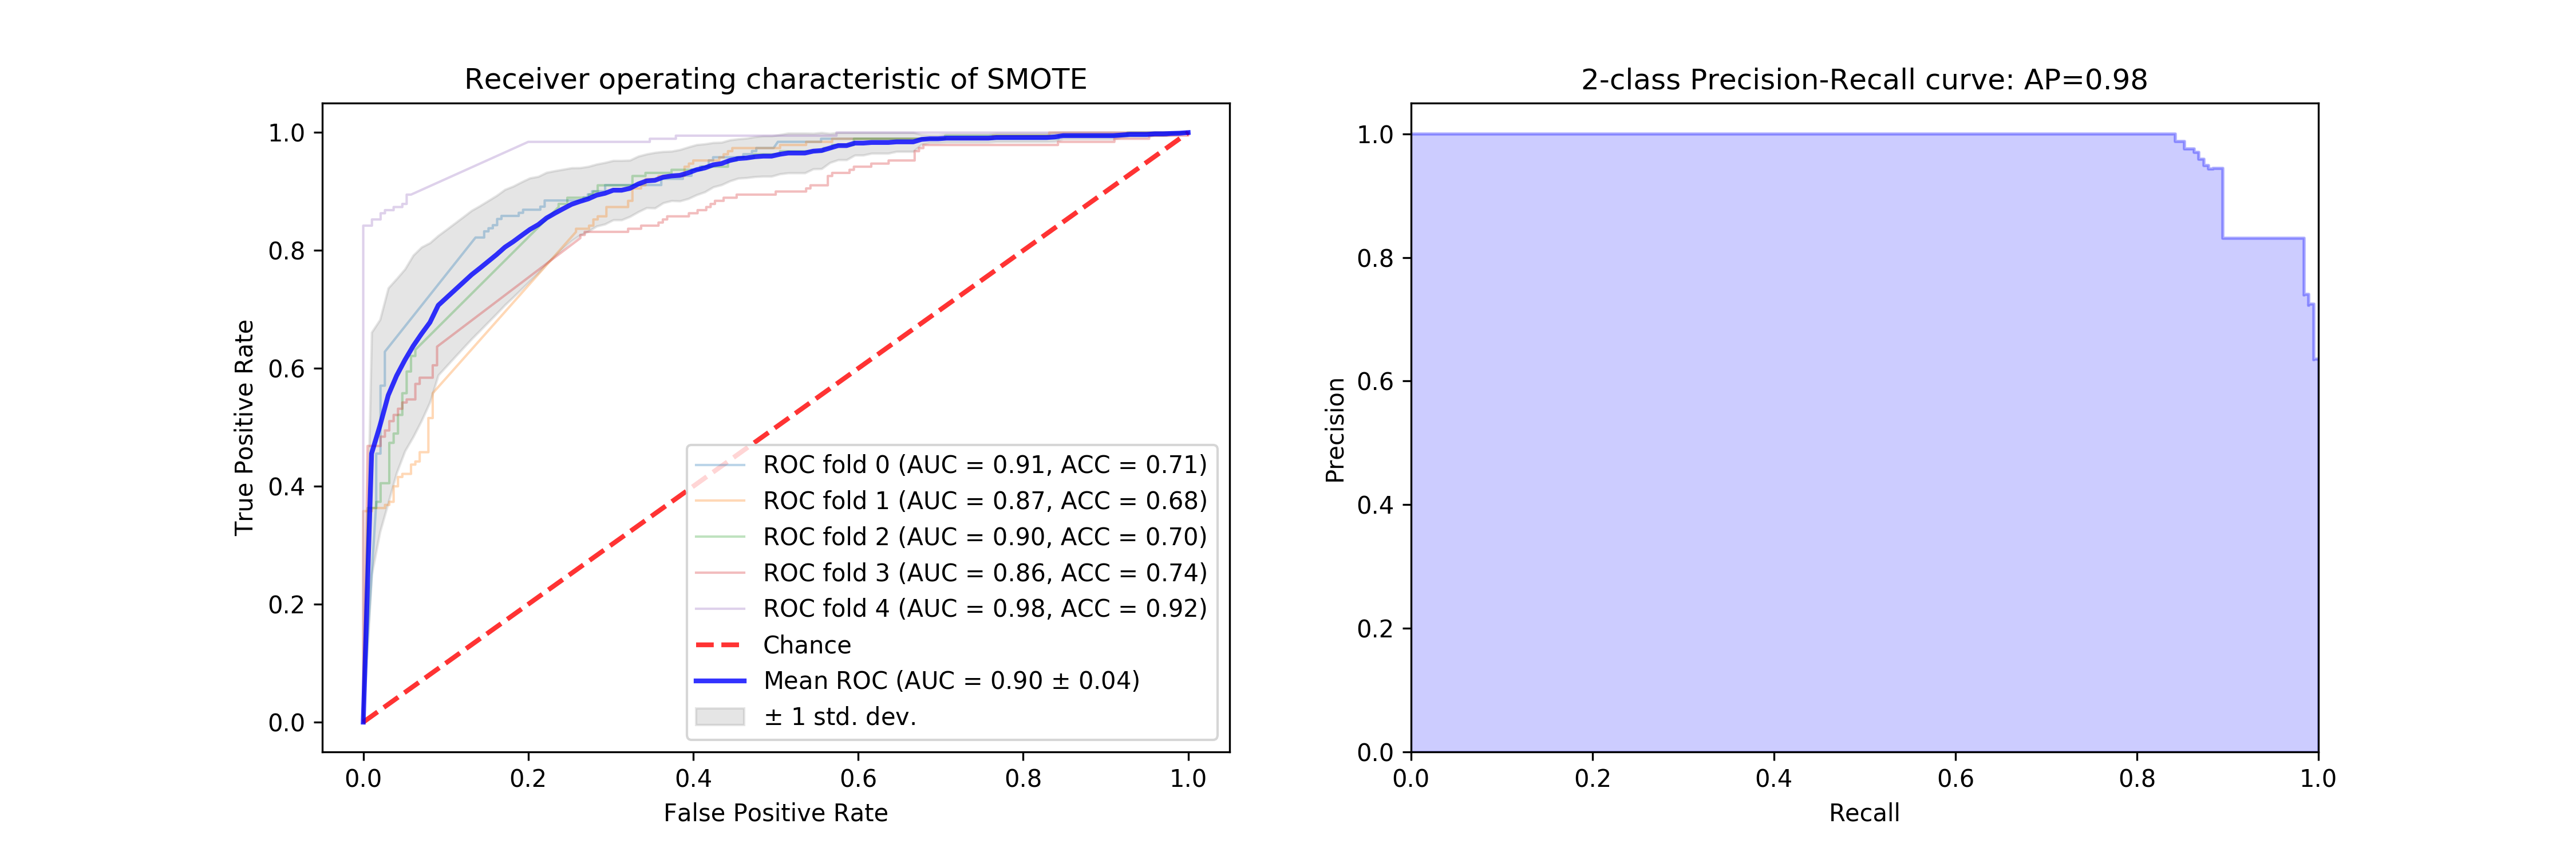 Receiver operating characteristic of SMOTE
True Positive Rate
1.0
0.8
0.6
0.4
0.2
0.0
ROC fold 0 (AUC = 0.91, ACC = 0.71)
ROC fold 1 (AUC = 0.87, ACC = 0.68)
ROC fold 2 (AUC = 0.90, ACC = 0.70)
ROC fold 3 (AUC = 0.86, ACC = 0.74)
ROC fold 4 (AUC = 0.98, ACC = 0.92)
Chance
Mean ROC (AUC = 0.90 ± 0.04)
± 1 std. dev.
0.0 0.2 0.4 0.6 0.8 1.0
False Positive Rate
2-class Precision-Recall curve: AP=0.98
Precision
1.0
0.8
0.6
0.4
0.2
0.0
0.0 0.2 0.4 0.6 0.8 1.0
Recall